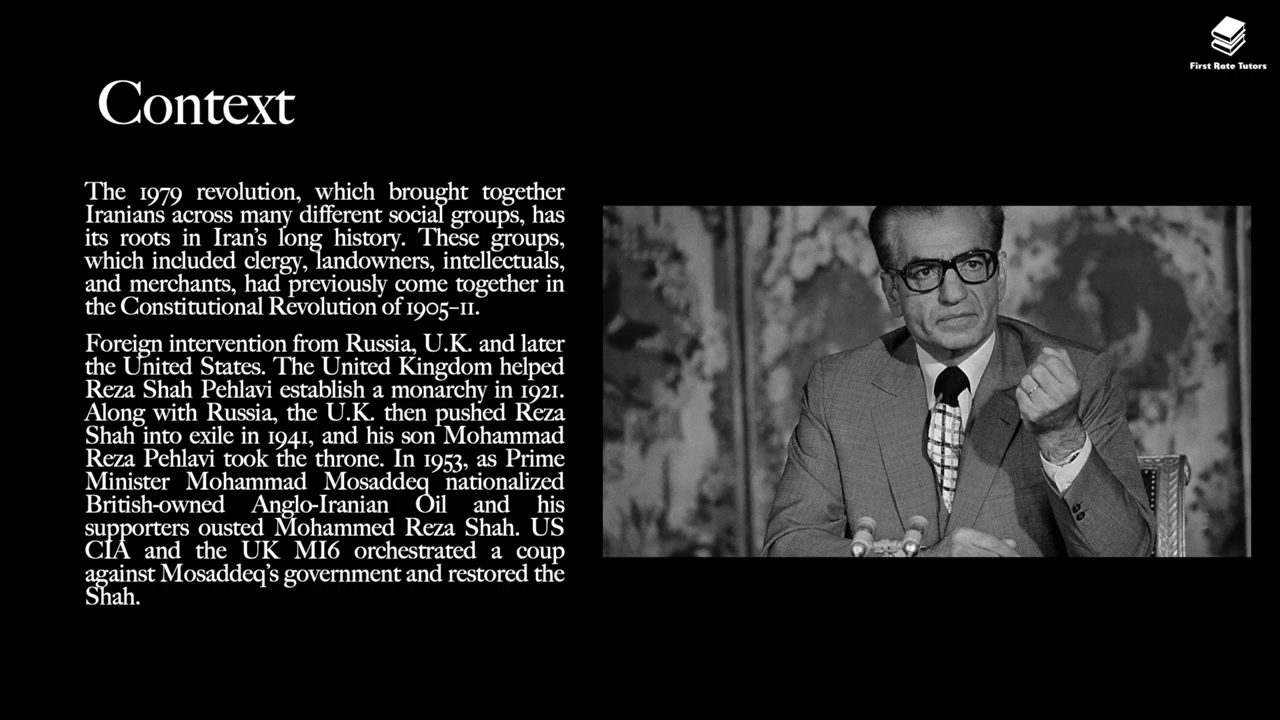 First Rate Tutors
Context
The 1979 revolution, which brought together
Iranians across many different social groups, has
its roots in Iran's long history. These groups,
which included clergy, landowners, intellectuals,
and merchants, had previously come together in
the Constitutional Revolution of 1905–11.
Foreign intervention from Russia, U.K. and later
the United States. The United Kingdom helped
Reza Shah Pehlavi establish a monarchy in 1921.
Along with Russia, the U.K. then pushed Reza
Shah into exile in 1941, and his son Mohammad
Reza Pehlavi took the throne. In 1953, as Prime
Minister Mohammad Mosaddeq nationalized
British-owned Anglo-Iranian Oil and his
supporters ousted Mohammed Reza Shah. US
CIA and the UK MI6 orchestrated a coup
against Mosaddeq's government and restored the
Shah.